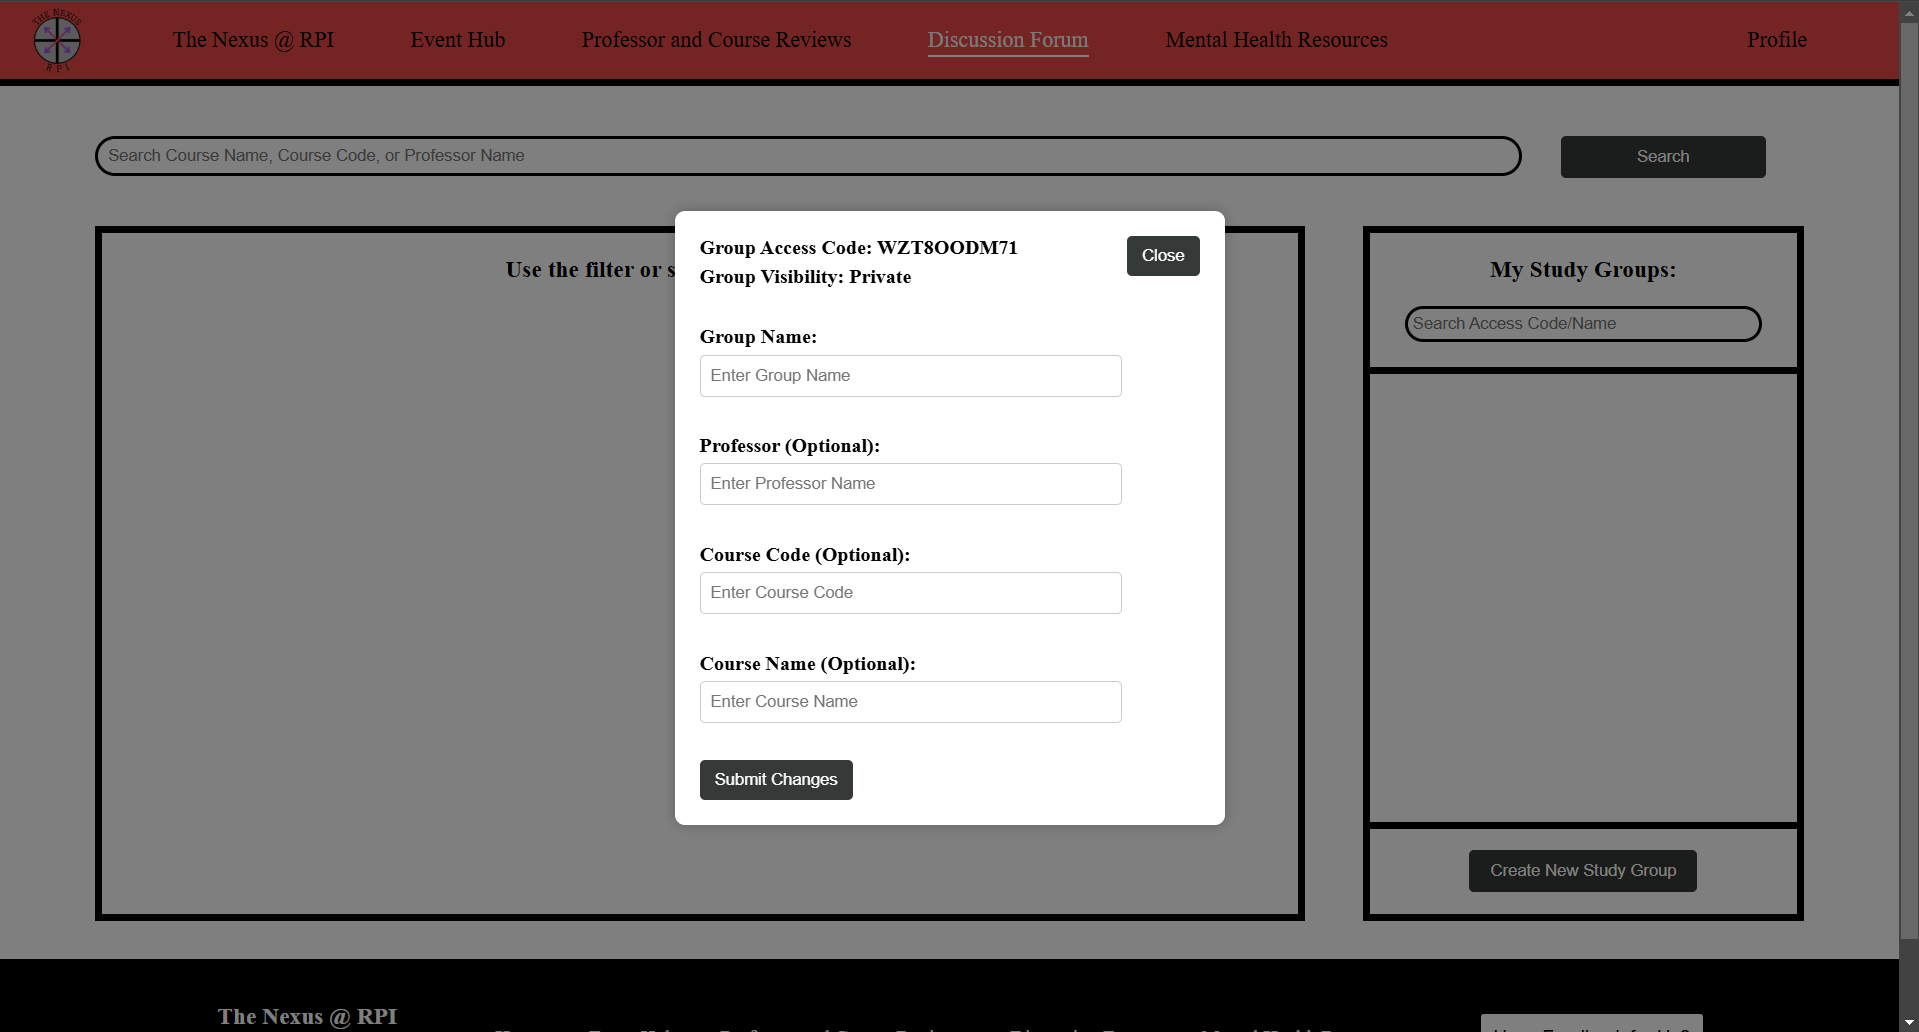 THE NEXUS
RPI
The Nexus @ RPI
Event Hub
Professor and Course Reviews
Discussion Forum
Mental Health Resources
Profile
Search Course Name, Course Code, or Professor Name
Search
Use the filter or s
Group Access Code: WZT8OODM71
Group Visibility: Private
Close
Group Name:
Enter Group Name
Professor (Optional):
Enter Professor Name
Course Code (Optional):
Enter Course Code
Course Name (Optional):
Enter Course Name
Submit Changes
My Study Groups:
Search Access Code/Name
Create New Study Group
The Nexus @ RPI